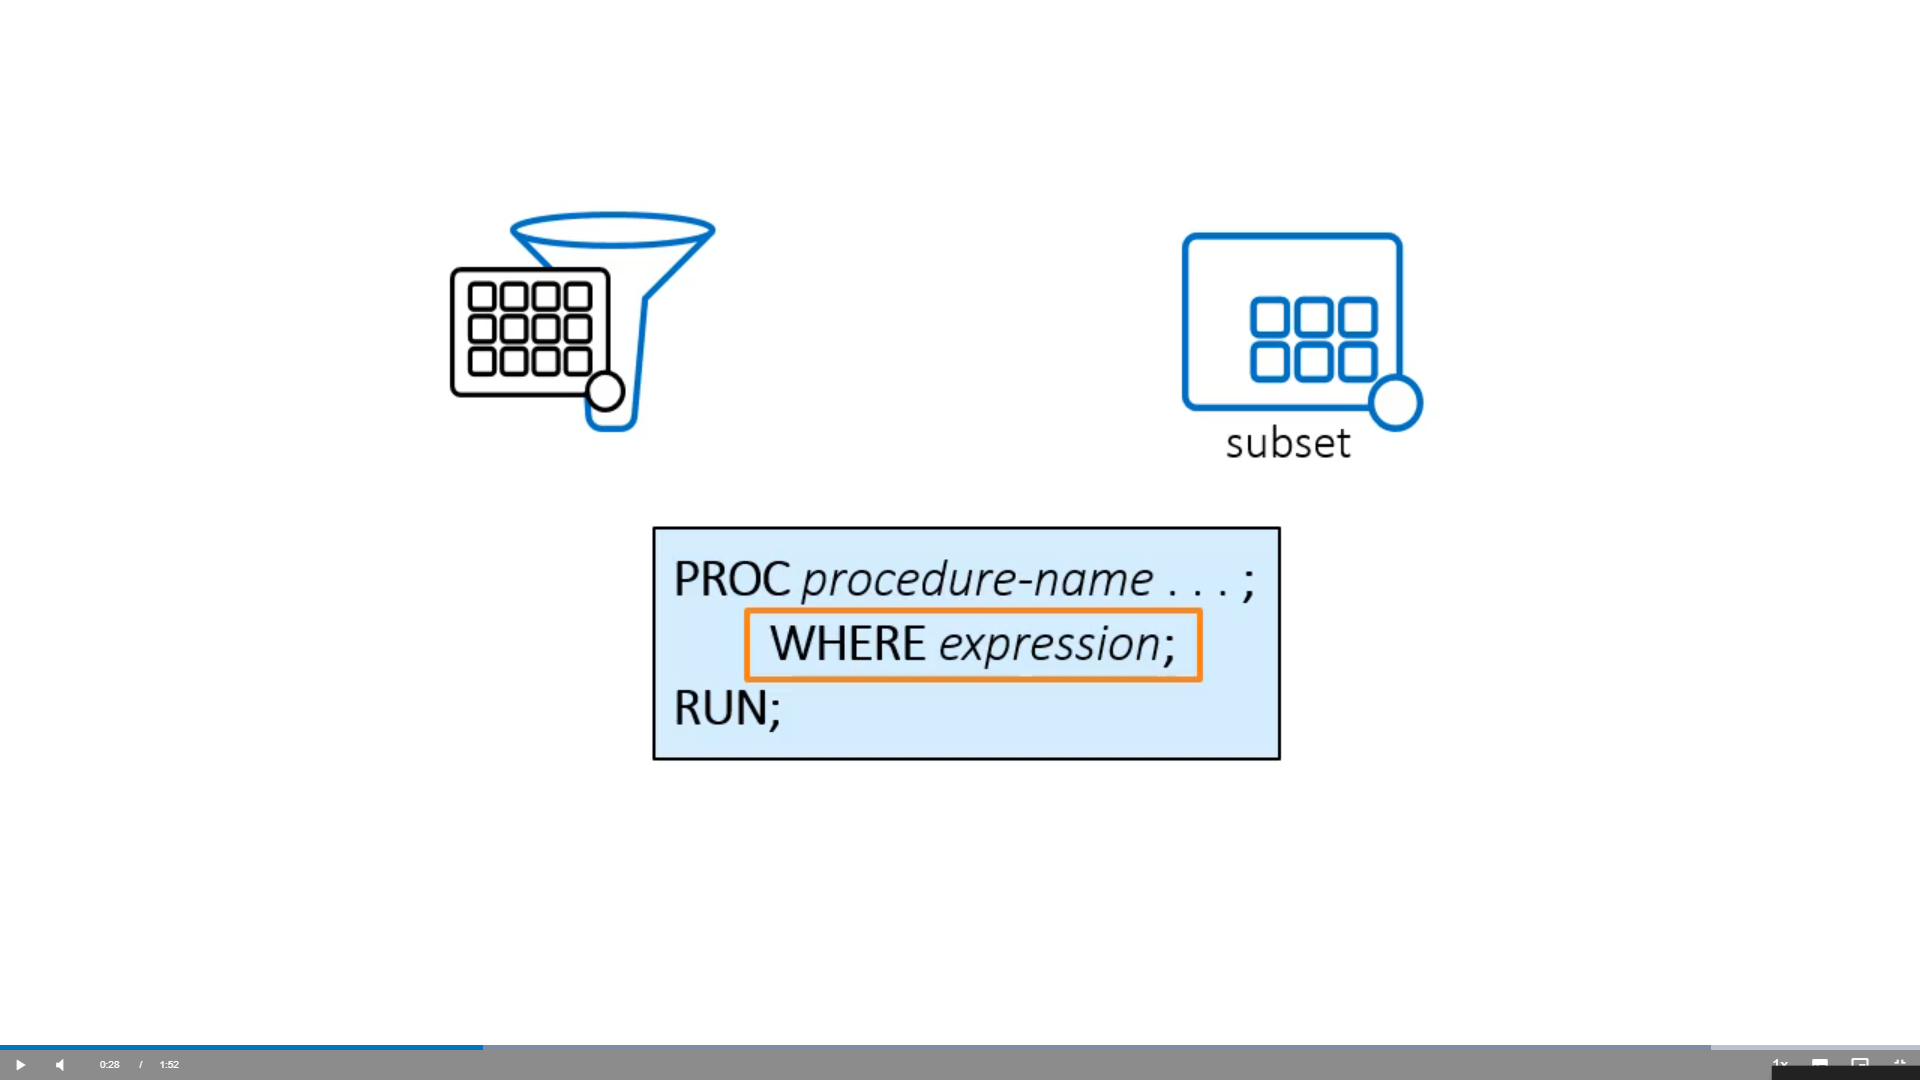 subset
PROC procedure-name . . . ;
WHERE expression;
RUN;
0:28 / 1:52